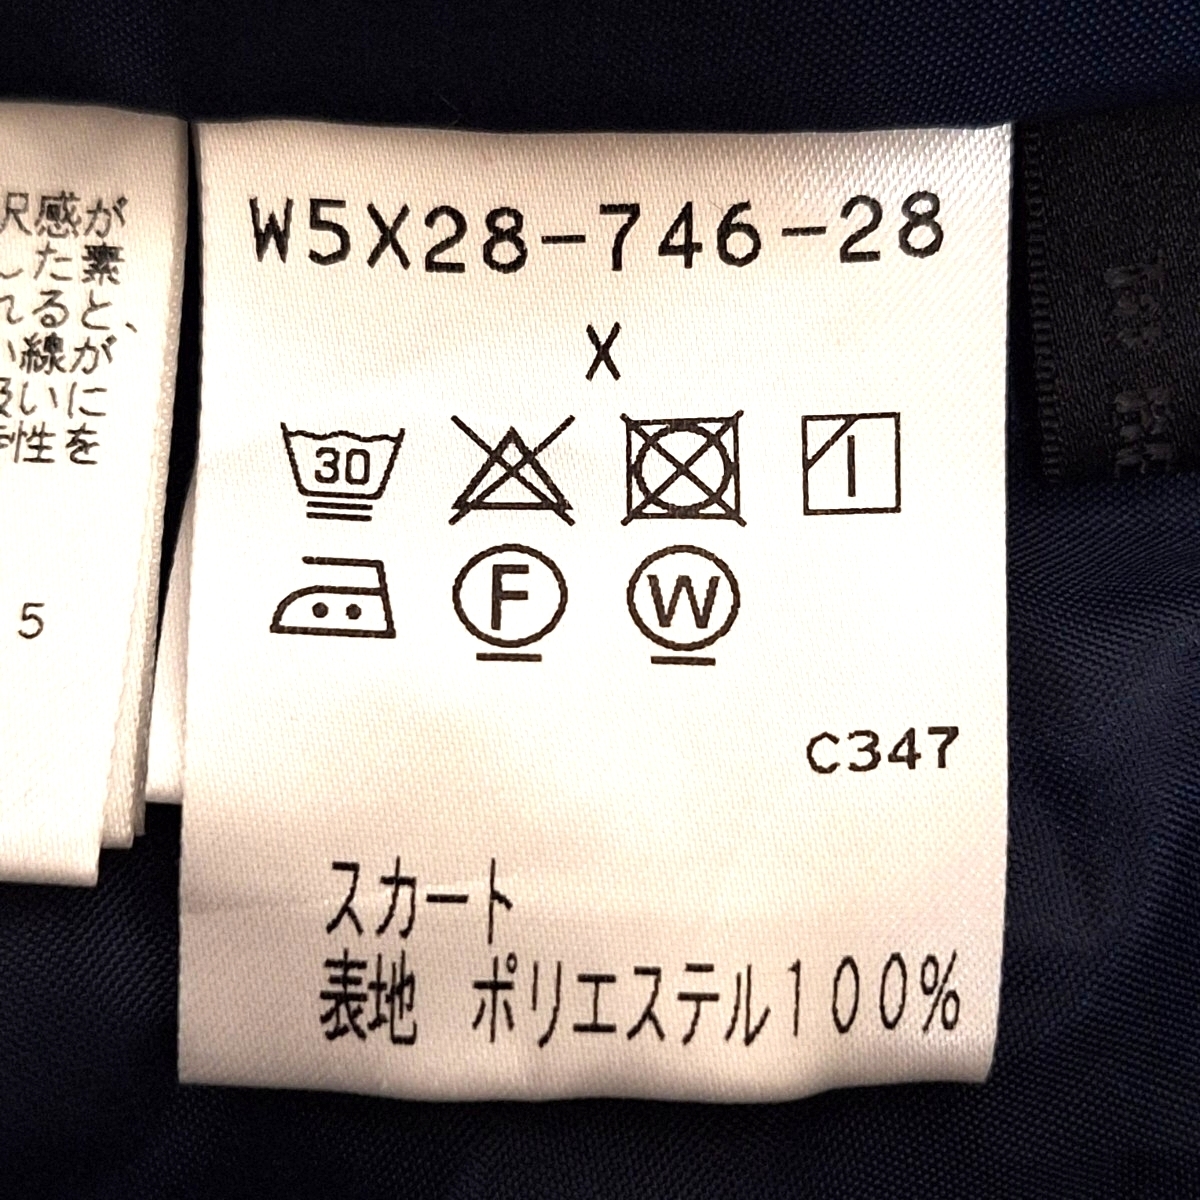 感が
した素
れると、
い線が
扱いに
性を
5
W5X28-746-28
X
30
F
W
C347
スカート
表地 ポリエステル100%